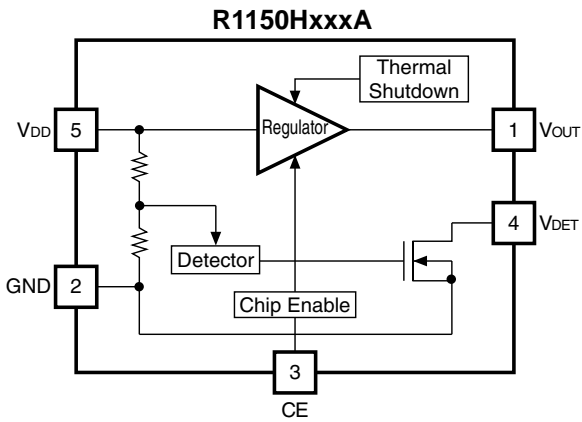 R1150HxxxA
Thermal
Shutdown
VDD 5
Regulator
1 VOUT
4 VDET
Detector
GND 2
Chip Enable
3
CE